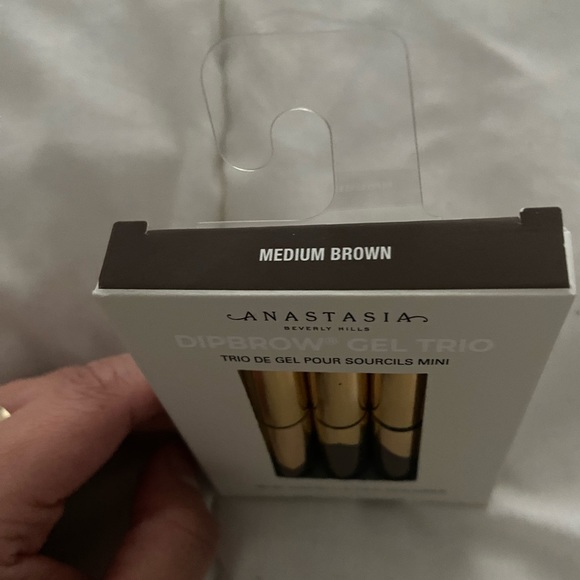 MEDIUM BROWN
ANASTASIA
BEVERLY HILLS
DIPBROW® GEL TRIO
TRIO DE GEL POUR SOURCILS MINI